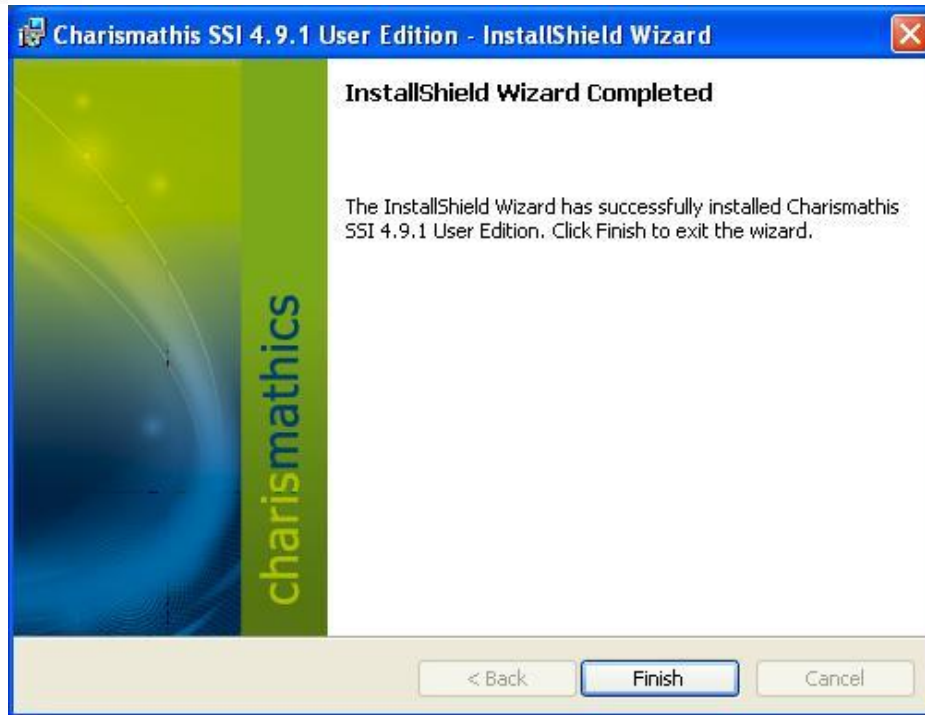 Charismathis SSI 4.9.1 User Edition - InstallShield Wizard
InstallShield Wizard Completed
The InstallShield Wizard has successfully installed Charismathis
SSI 4.9.1 User Edition. Click Finish to exit the wizard.
charismathics
< Back
Finish
Cancel